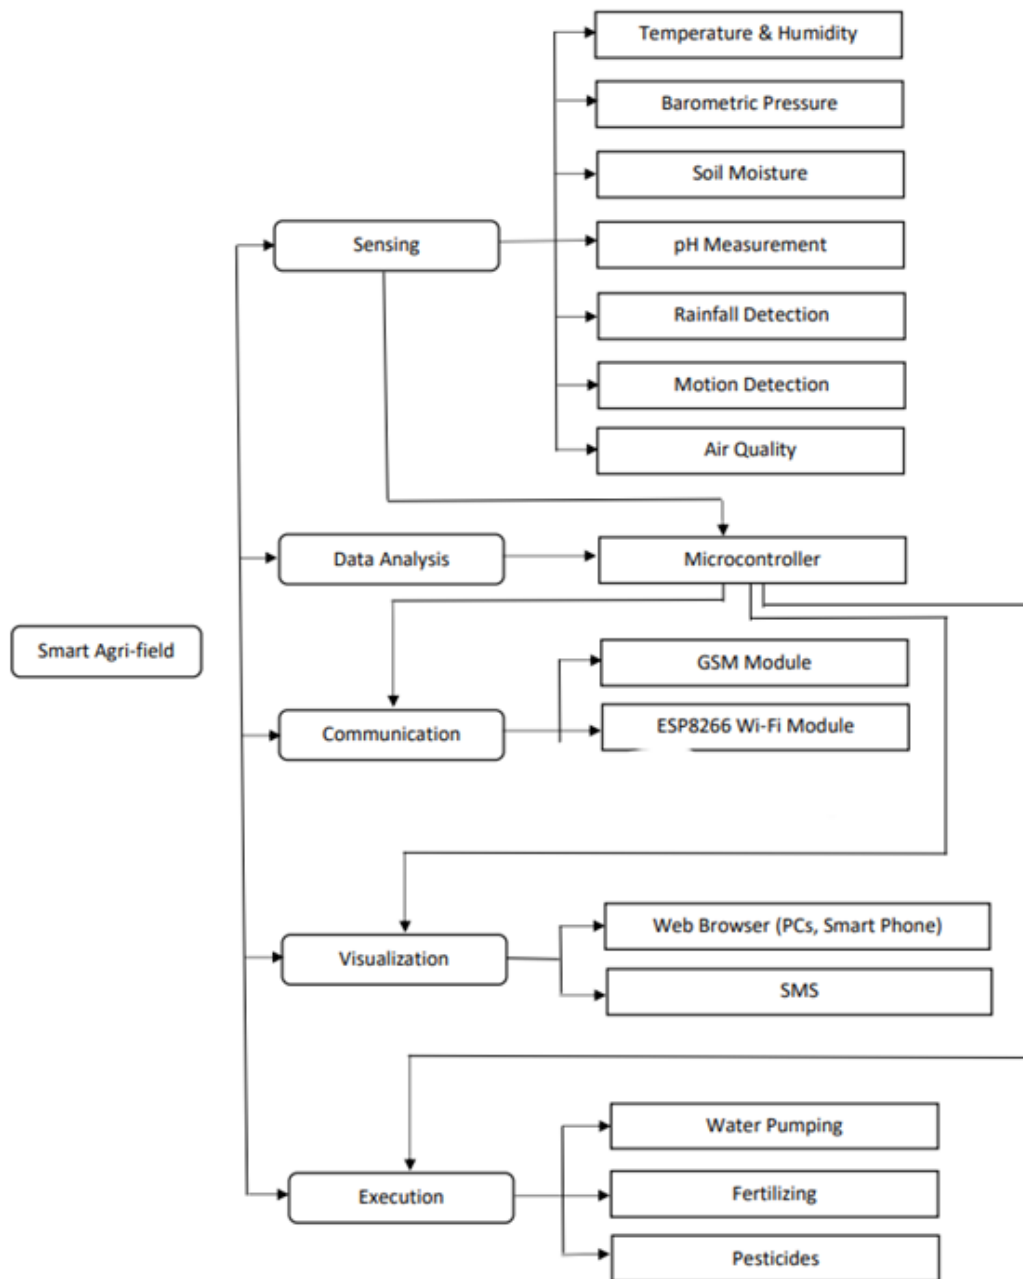 Temperature & Humidity
Barometric Pressure
Soil Moisture
Sensing
pH Measurement
Rainfall Detection
Motion Detection
Air Quality
Data Analysis
Microcontroller
Smart Agri-field
GSM Module
Communication
ESP8266 Wi-Fi Module
Web Browser (PCs, Smart Phone)
Visualization
SMS
Water Pumping
Execution
Fertilizing
Pesticides